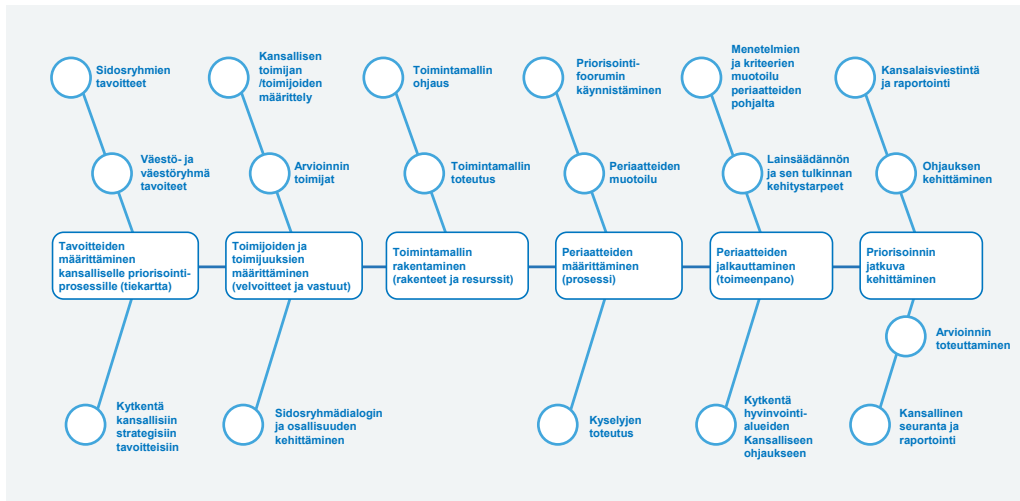 Sidosryhmien
tavoitteet
Kansallisen
toimijan
/toimijoiden
määrittely
Toimintamallin
ohjaus
Priorisointi-
foorumin
käynnistäminen
Menetelmien
ja kriteerien
muotoilu
periaatteiden
pohjalta
Kansalaisviestintä
ja raportointi
Väestö- ja
väestöryhmä
tavoiteet
Arvioinnin
toimijat
Toimintamallin
toteutus
Periaatteiden
muotoilu
Lainsäädännön
ja sen tulkinnan
kehitystarpeet
Ohjauksen
kehittäminen
Tavoitteiden
määrittäminen
kansalliselle priorisointi-
prosessille (tiekartta)
Toimijoiden ja
toimijuuksien
määrittäminen
(velvoitteet ja vastuut)
Toimintamallin
rakentaminen
(rakenteet ja resurssit)
Periaatteiden
määrittäminen
(prosessi)
Periaatteiden
jalkauttaminen
(toimeenpano)
Priorisoinnin
jatkuva
kehittäminen
Arvioinnin
toteuttaminen
Kytkentä
kansallisiin
strategisiin
tavoitteisiin
Sidosryhmädialogin
ja osallisuuden
kehittäminen
Kyselyjen
toteutus
Kytkentä
hyvinvointi-
alueiden
Kansalliseen
ohjaukseen
Kansallinen
seuranta ja
raportointi